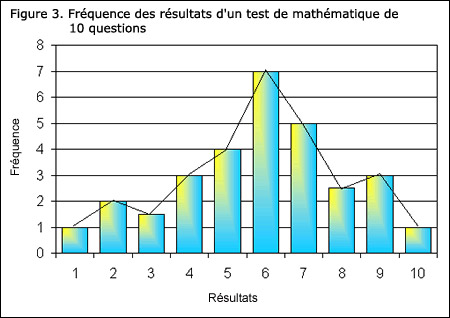 Figure 3. Fréquence des résultats d'un test de mathématique de
10 questions
8
7
6
5
4
3
2
1
0
Fréquence
1 2 3 4 5 6 7 8 9 10
Résultats